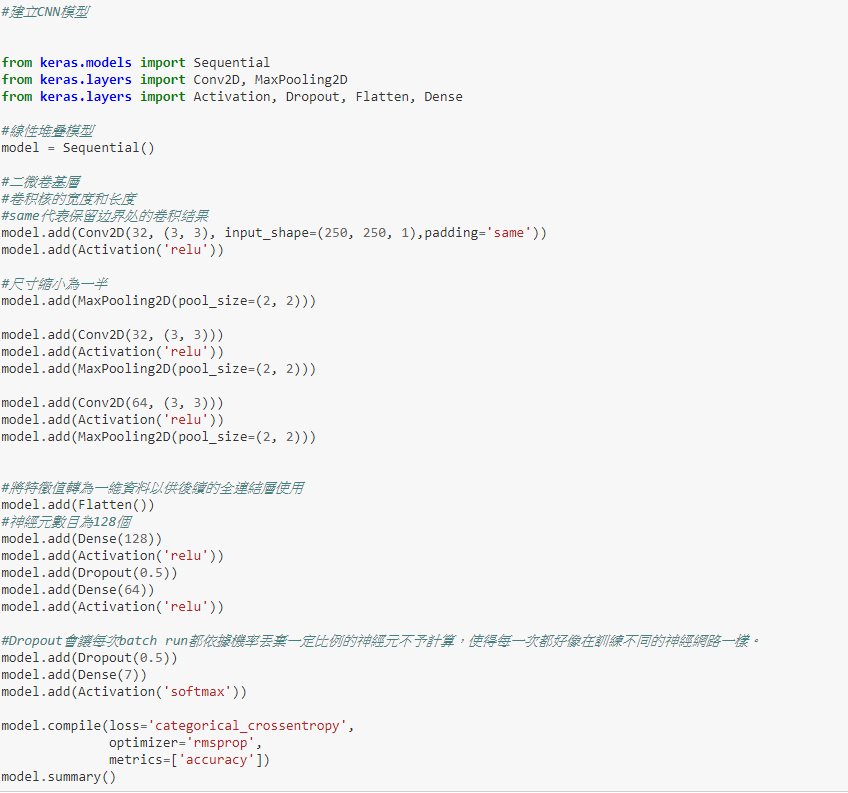 #建立CNN模型
from keras.models import Sequential
from keras.layers import Conv2D, MaxPooling2D
from keras.layers import Activation, Dropout, Flatten, Dense
#線性堆疊模型
model = Sequential()
#二微卷基層
#卷积核的宽度和长度
#same代表保留边界处的卷积结果
model.add(Conv2D(32, (3, 3), input_shape=(250, 250, 1),padding='same'))
model.add(Activation('relu'))
#尺寸縮小為一半
model.add(MaxPooling2D(pool_size=(2, 2)))
model.add(Conv2D(32, (3, 3)))
model.add(Activation('relu'))
model.add(MaxPooling2D(pool_size=(2, 2)))
model.add(Conv2D(64, (3, 3)))
model.add(Activation('relu'))
model.add(MaxPooling2D(pool_size=(2, 2)))
#將特徵值轉為一維資料以供後續的全連結層使用
model.add(Flatten())
#神經元數目為128個
model.add(Dense(128))
model.add(Activation('relu'))
model.add(Dropout(0.5))
model.add(Dense(64))
model.add(Activation('relu'))
#Dropout會讓每次batch run都依據機率丟棄一定比例的神經元不予計算，使得每一次都好像在訓練不同的神經網路一樣。
model.add(Dropout(0.5))
model.add(Dense(7))
model.add(Activation('softmax'))
model.compile(loss='categorical_crossentropy',
optimizer='rmsprop',
metrics=['accuracy'])
model.summary()